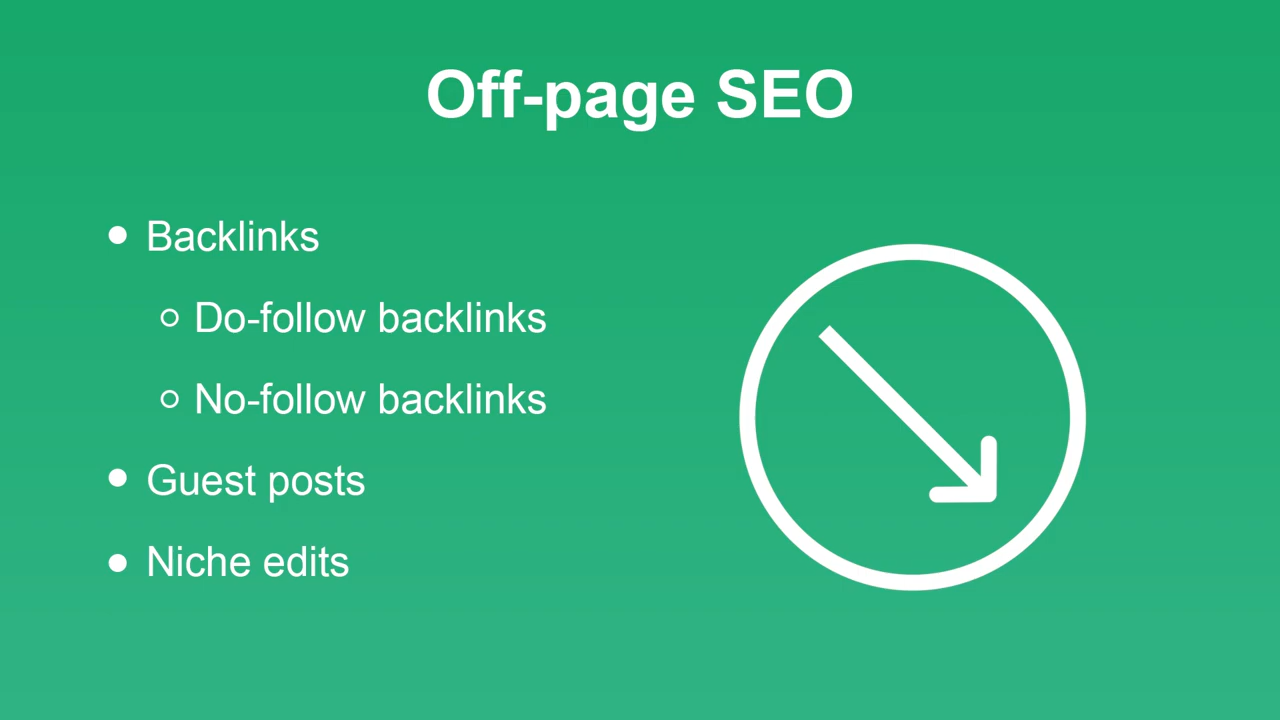 Off-page SEO
Backlinks
Do-follow backlinks
No-follow backlinks
Guest posts
Niche edits